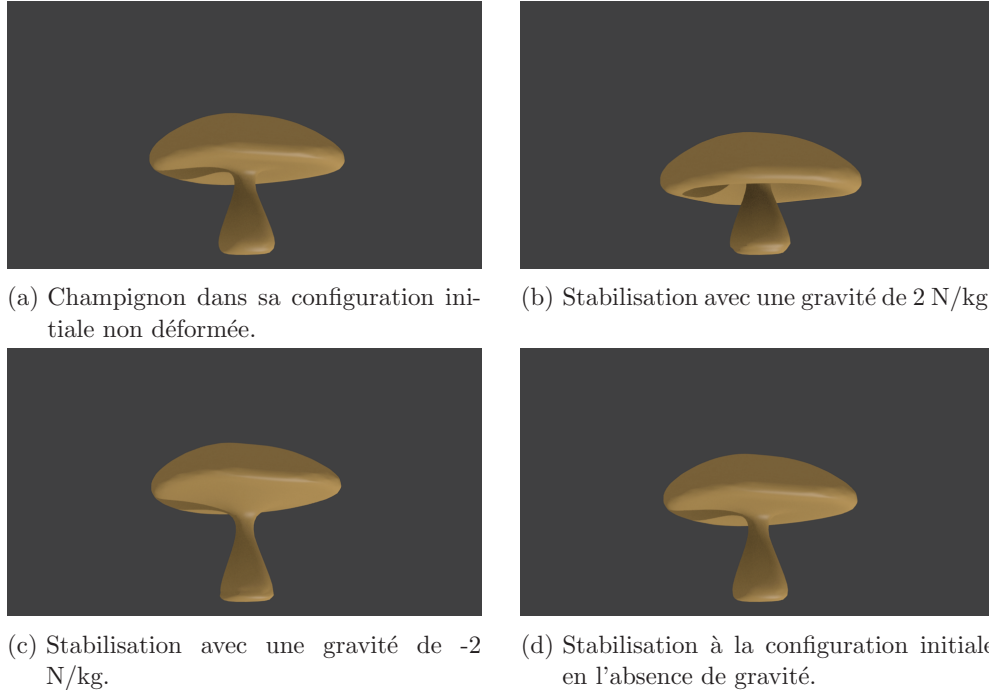 (a) Champignon dans sa configuration ini-
tiale non déformée.
(b) Stabilisation avec une gravité de 2 N/kg
(c) Stabilisation avec une gravité de -2
N/kg.
(d) Stabilisation à la configuration initiale
en l'absence de gravité.